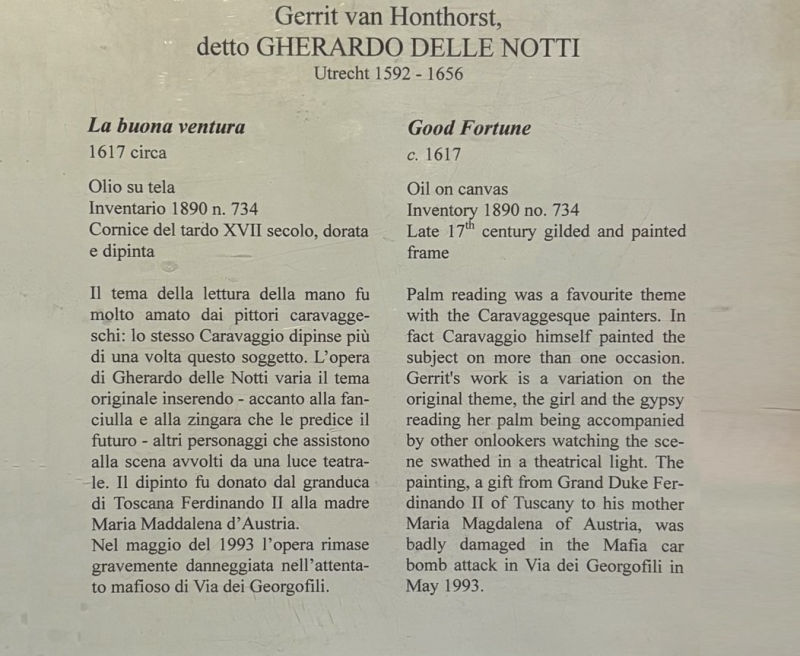 Gerrit van Honthorst,
detto GHERARDO DELLE NOTTI
Utrecht 1592 - 1656
La buona ventura
1617 circa
Olio su tela
Inventario 1890 n. 734
Cornice del tardo XVII secolo, dorata
e dipinta
Il tema della lettura della mano fu
molto amato dai pittori caravagge-
schi: lo stesso Caravaggio dipinse più
di una volta questo soggetto. L'opera
di Gherardo delle Notti varia il tema
originale inserendo - accanto alla fan-
ciulla e alla zingara che le predice il
futuro - altri personaggi che assistono
alla scena avvolti da una luce teatra-
le. Il dipinto fu donato dal granduca
di Toscana Ferdinando II alla madre
Maria Maddalena d'Austria.
Nel maggio del 1993 l'opera rimase
gravemente danneggiata nell'attenta-
to mafioso di Via dei Georgofili.
Good Fortune
c. 1617
Oil on canvas
Inventory 1890 no. 734
Late 17th century gilded and painted
frame
Palm reading was a favourite theme
with the Caravaggesque painters. In
fact Caravaggio himself painted the
subject on more than one occasion.
Gerrit's work is a variation on the
original theme, the girl and the gypsy
reading her palm being accompanied
by other onlookers watching the sce-
ne swathed in a theatrical light. The
painting, a gift from Grand Duke Fer-
dinando II of Tuscany to his mother
Maria Magdalena of Austria, was
badly damaged in the Mafia car
bomb attack in Via dei Georgofili in
May 1993.